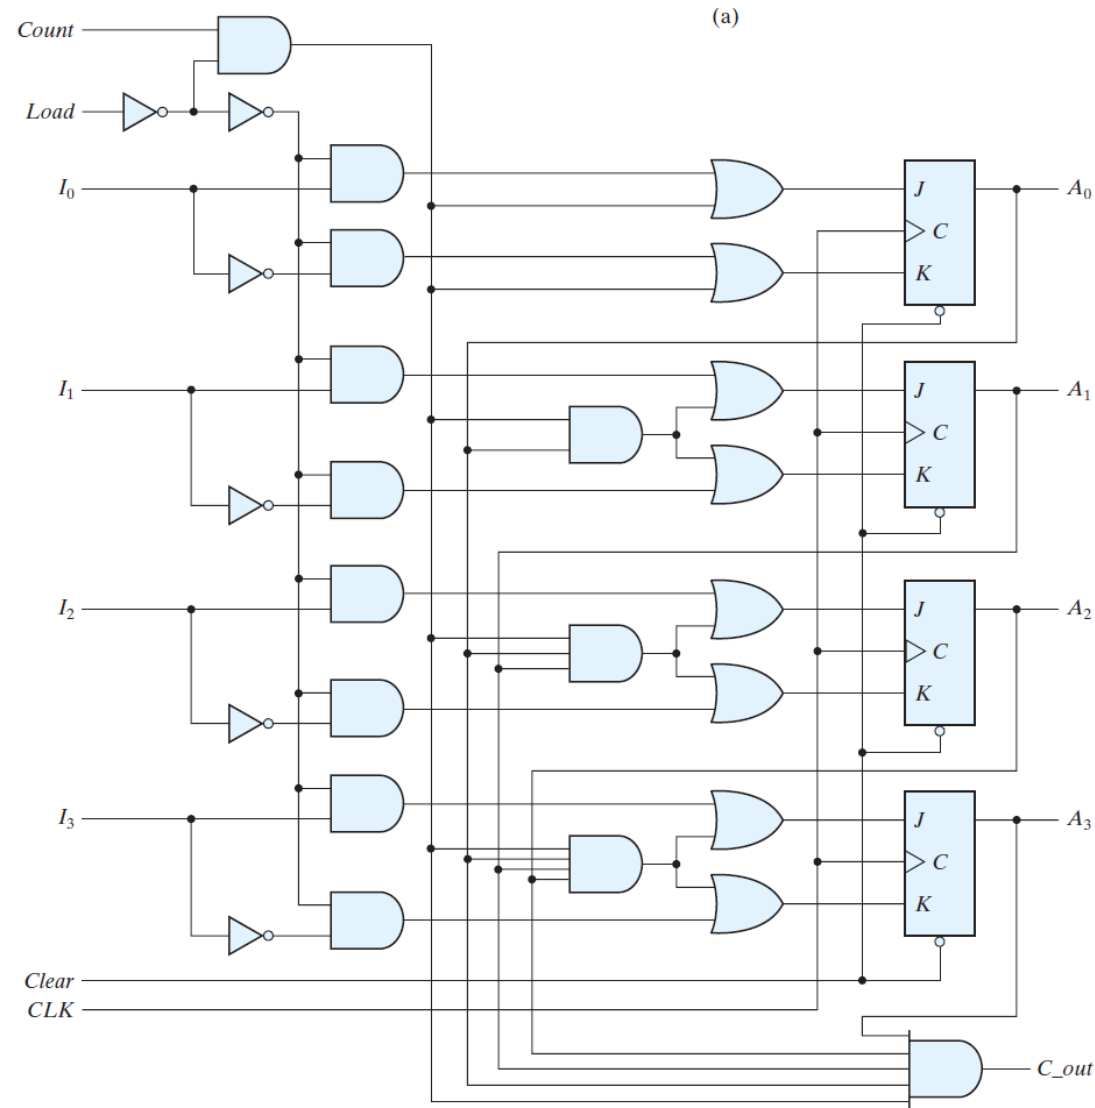 (a)
Count
Load
I₀
J
A₀
C
K
I₁
J
A₁
C
K
I₂
J
A₂
C
K
I₃
J
A₃
C
K
Clear
CLK
C_out